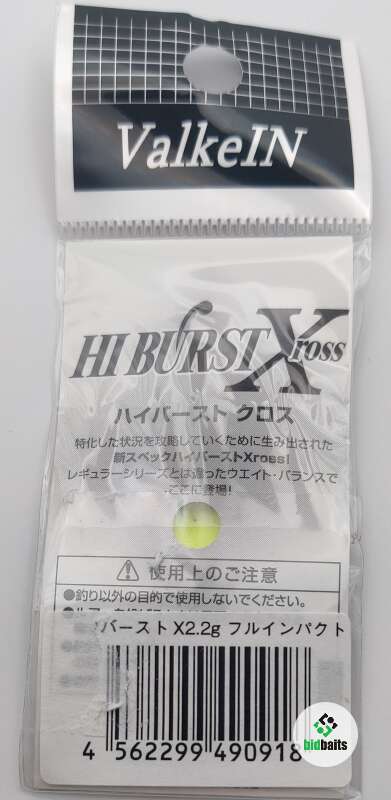 ValkeIN
HI BURST Xross
ハイバースト クロス
特化した状況を攻略していくために生み出された
新スペックハイバーストXross!
レギュラーシリーズとは違ったウエイト・バランスで
ここに登場!
使用上のご注意
●釣り以外の目的で使用しないでください。
バースト X2.2g フルインパクト
4 562299 490918
bidbaits